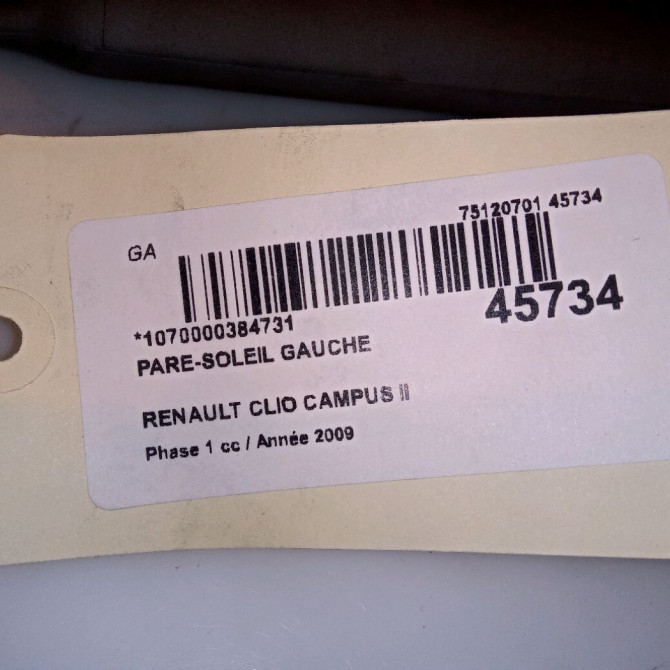 75120701 45734
GA
45734
*1070000384731
PARE-SOLEIL GAUCHE
RENAULT CLIO CAMPUS II
Phase 1 cc / Année 2009